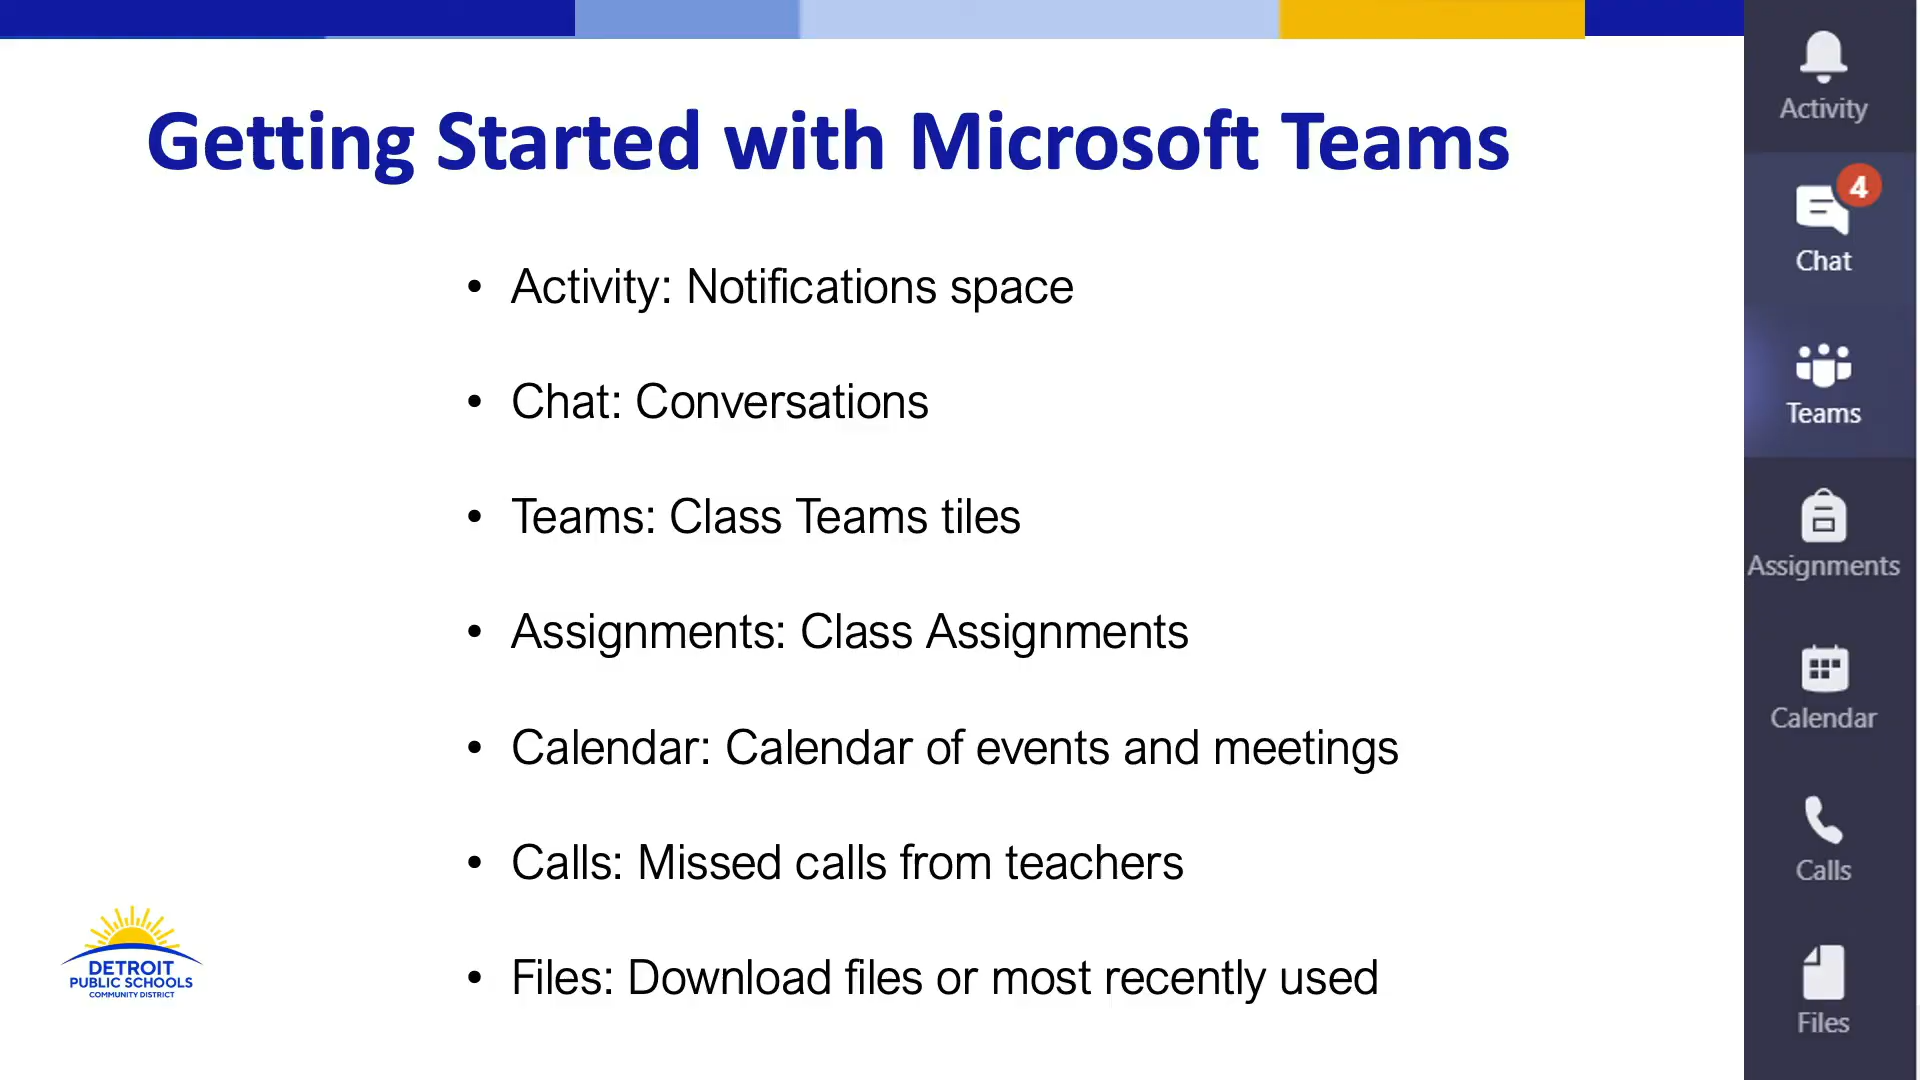 Getting Started with Microsoft Teams
• Activity: Notifications space
• Chat: Conversations
• Teams: Class Teams tiles
• Assignments: Class Assignments
• Calendar: Calendar of events and meetings
• Calls: Missed calls from teachers
• Files: Download files or most recently used
DETROIT
PUBLIC SCHOOLS
COMMUNITY DISTRICT
Activity
4
Chat
Teams
Assignments
Calendar
Calls
Files